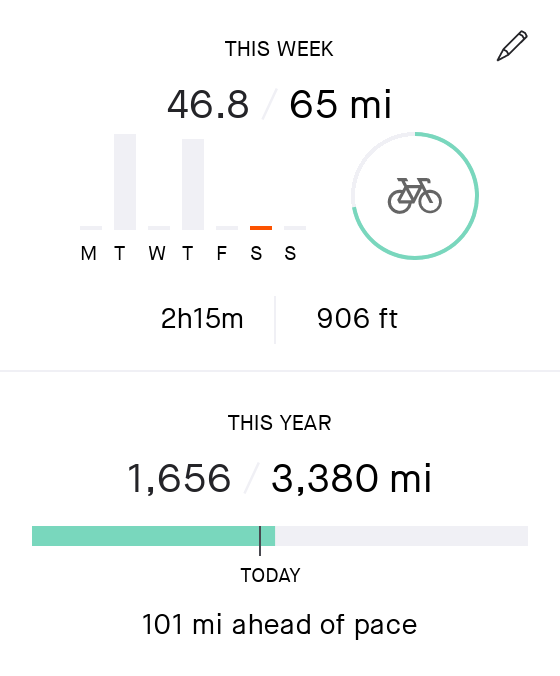 THIS WEEK
46.8 / 65 mi
M T W T F S S
2h15m 906 ft
THIS YEAR
1,656 / 3,380 mi
TODAY
101 mi ahead of pace